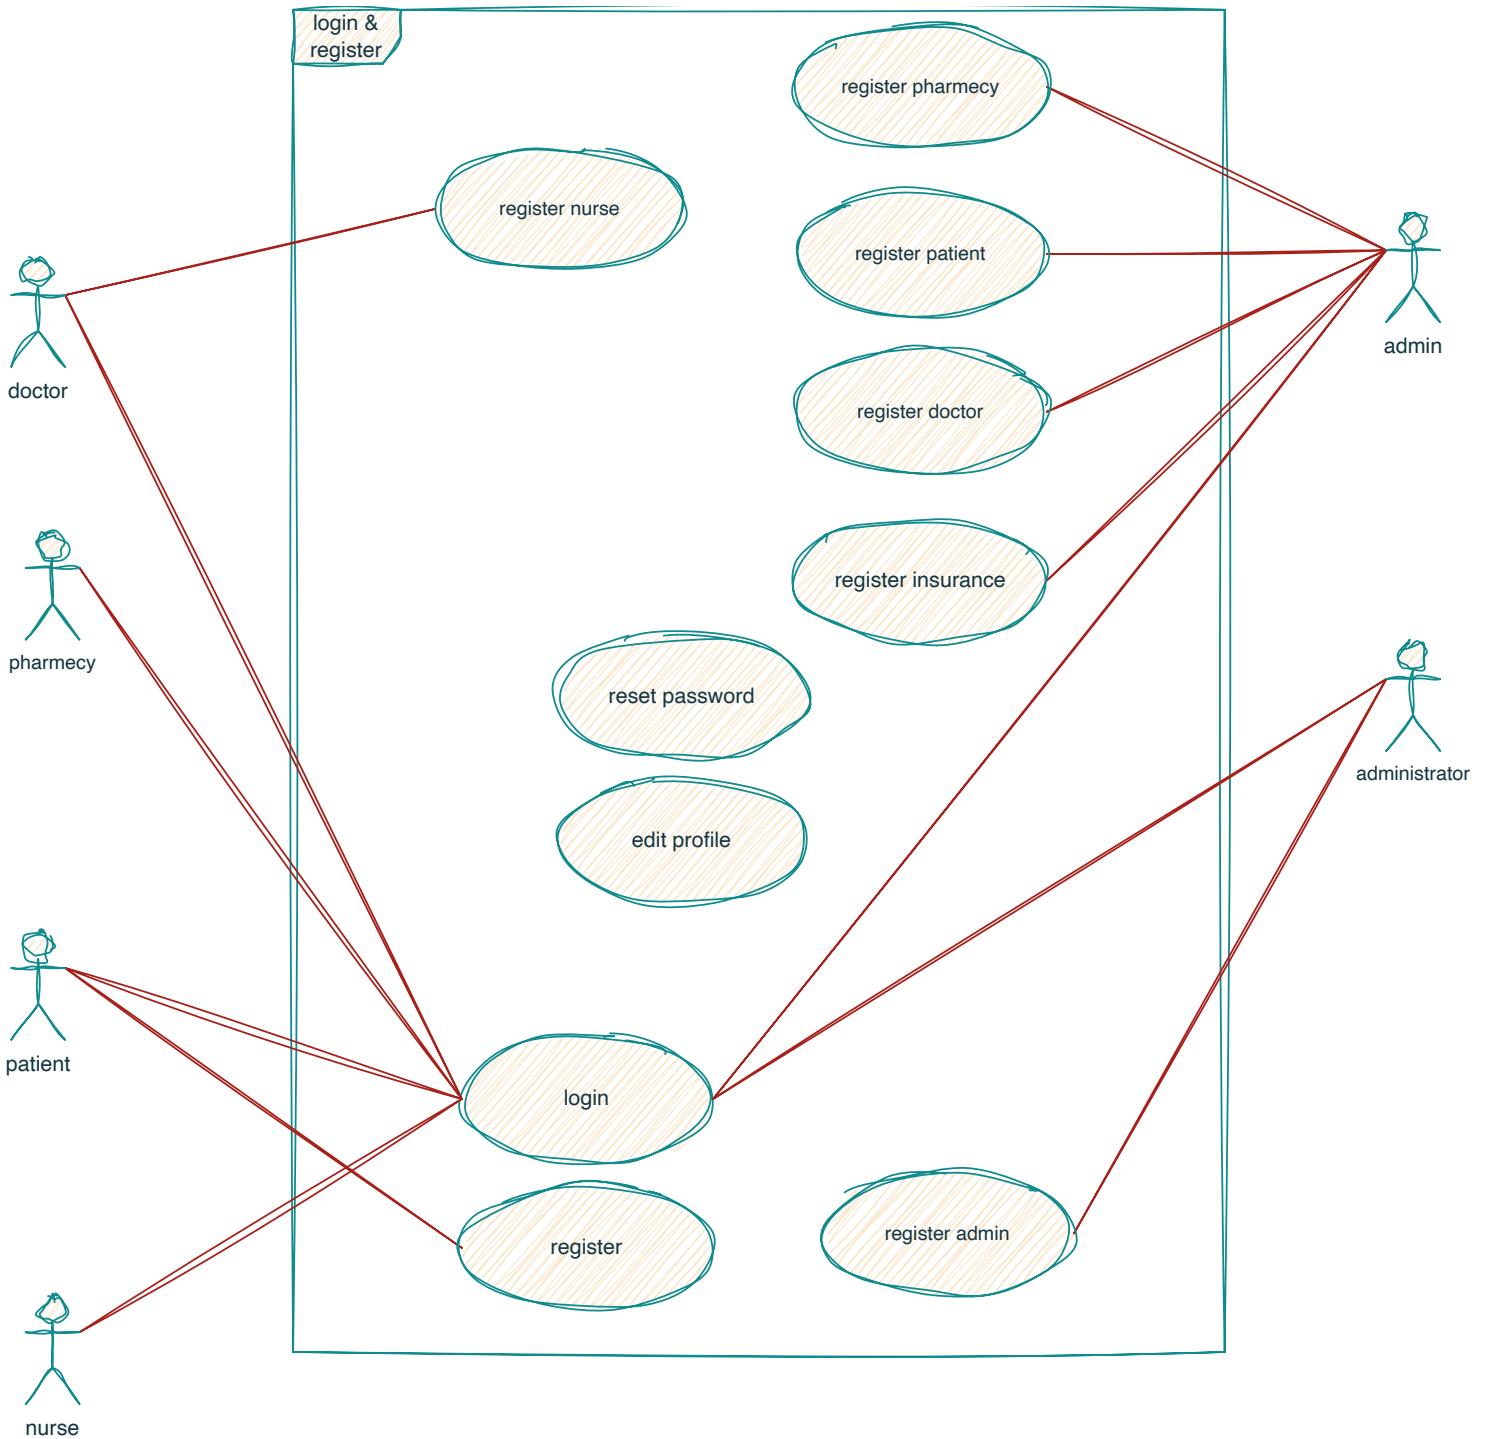 login &
register
register pharmecy
register nurse
register patient
admin
doctor
register doctor
register insurance
pharmecy
reset password
administrator
edit profile
patient
login
register admin
register
nurse